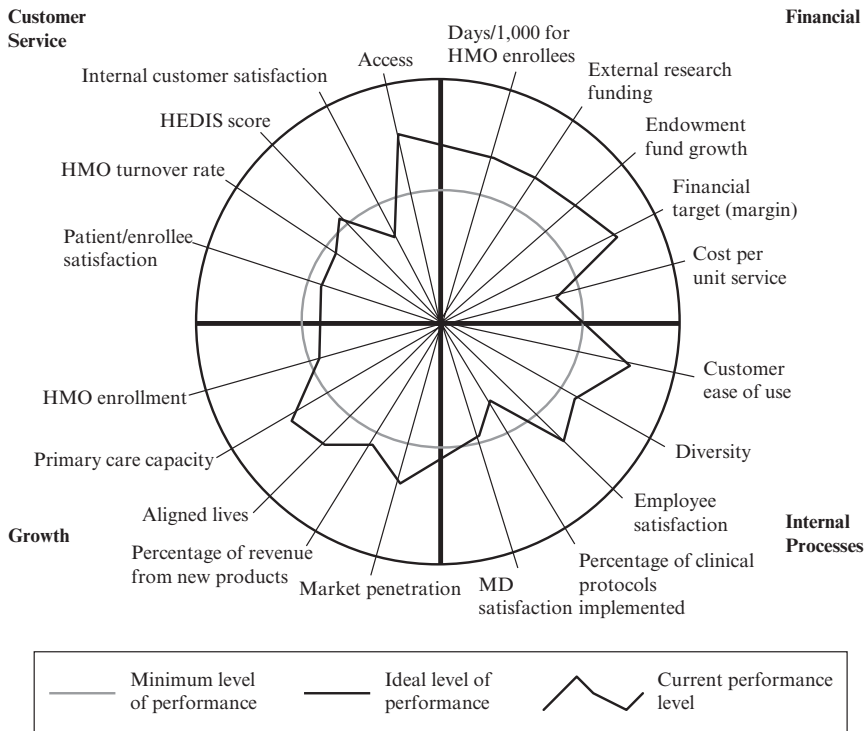 Customer
Service
Financial
Days/1,000 for
HMO enrollees
Access
External research
funding
Internal customer satisfaction
HEDIS score
Endowment
fund growth
HMO turnover rate
Financial
target (margin)
Patient/enrollee
satisfaction
Cost per
unit service
HMO enrollment
Customer
ease of use
Primary care capacity
Diversity
Aligned lives
Employee
satisfaction
Growth
Internal
Processes
Percentage of revenue
from new products
Market penetration
MD
satisfaction
Percentage of clinical
protocols
implemented
Minimum level
of performance
Ideal level of
performance
Current performance
level